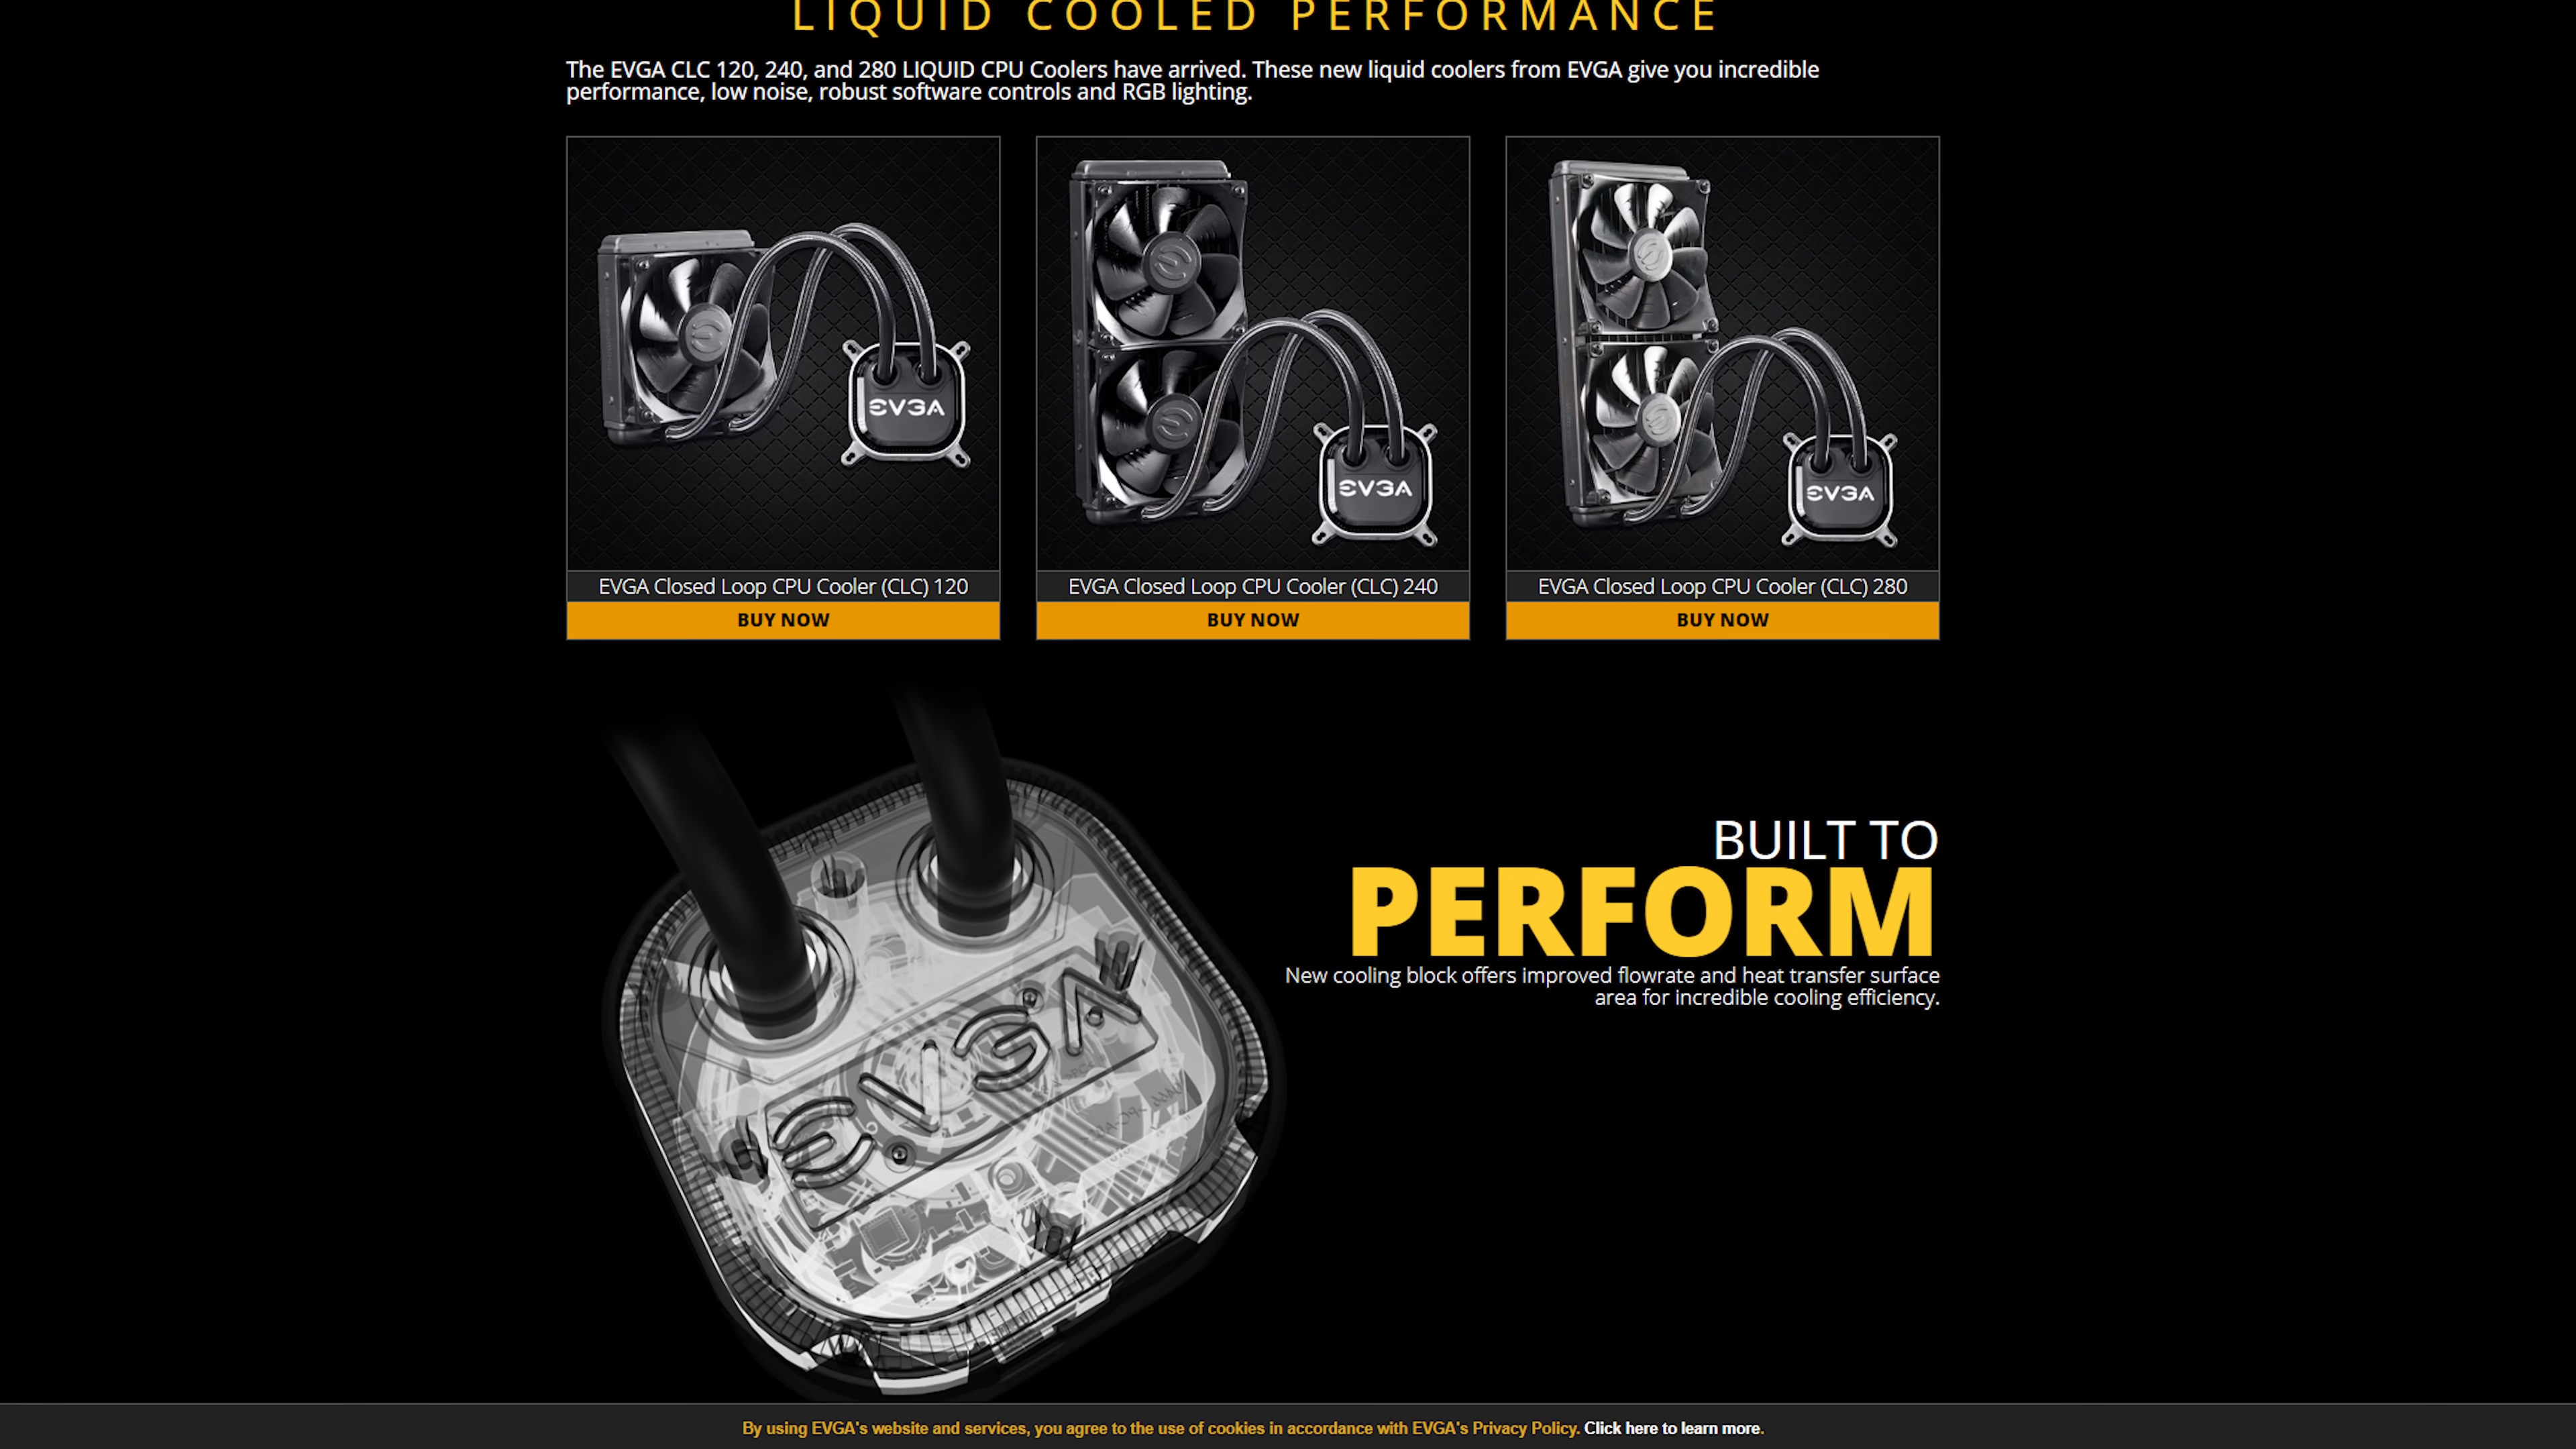 LIQUID COOLED PERFORMANCE
The EVGA CLC 120, 240, and 280 LIQUID CPU Coolers have arrived. These new liquid coolers from EVGA give you incredible
performance, low noise, robust software controls and RGB lighting.
EVGA
EVGA
EVGA
EVGA Closed Loop CPU Cooler (CLC) 120
EVGA Closed Loop CPU Cooler (CLC) 240
EVGA Closed Loop CPU Cooler (CLC) 280
BUY NOW
BUY NOW
BUY NOW
EVGA
BUILT TO
PERFORM
New cooling block offers improved flowrate and heat transfer surface
area for incredible cooling efficiency.
By using EVGA's website and services, you agree to the use of cookies in accordance with EVGA's Privacy Policy. Click here to learn more.